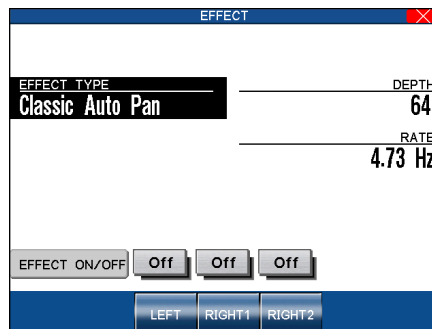 EFFECT
EFFECT TYPE
Classic Auto Pan
DEPTH
64
RATE
4.73 Hz
EFFECT ON/OFF Off Off Off
LEFT RIGHT1 RIGHT2